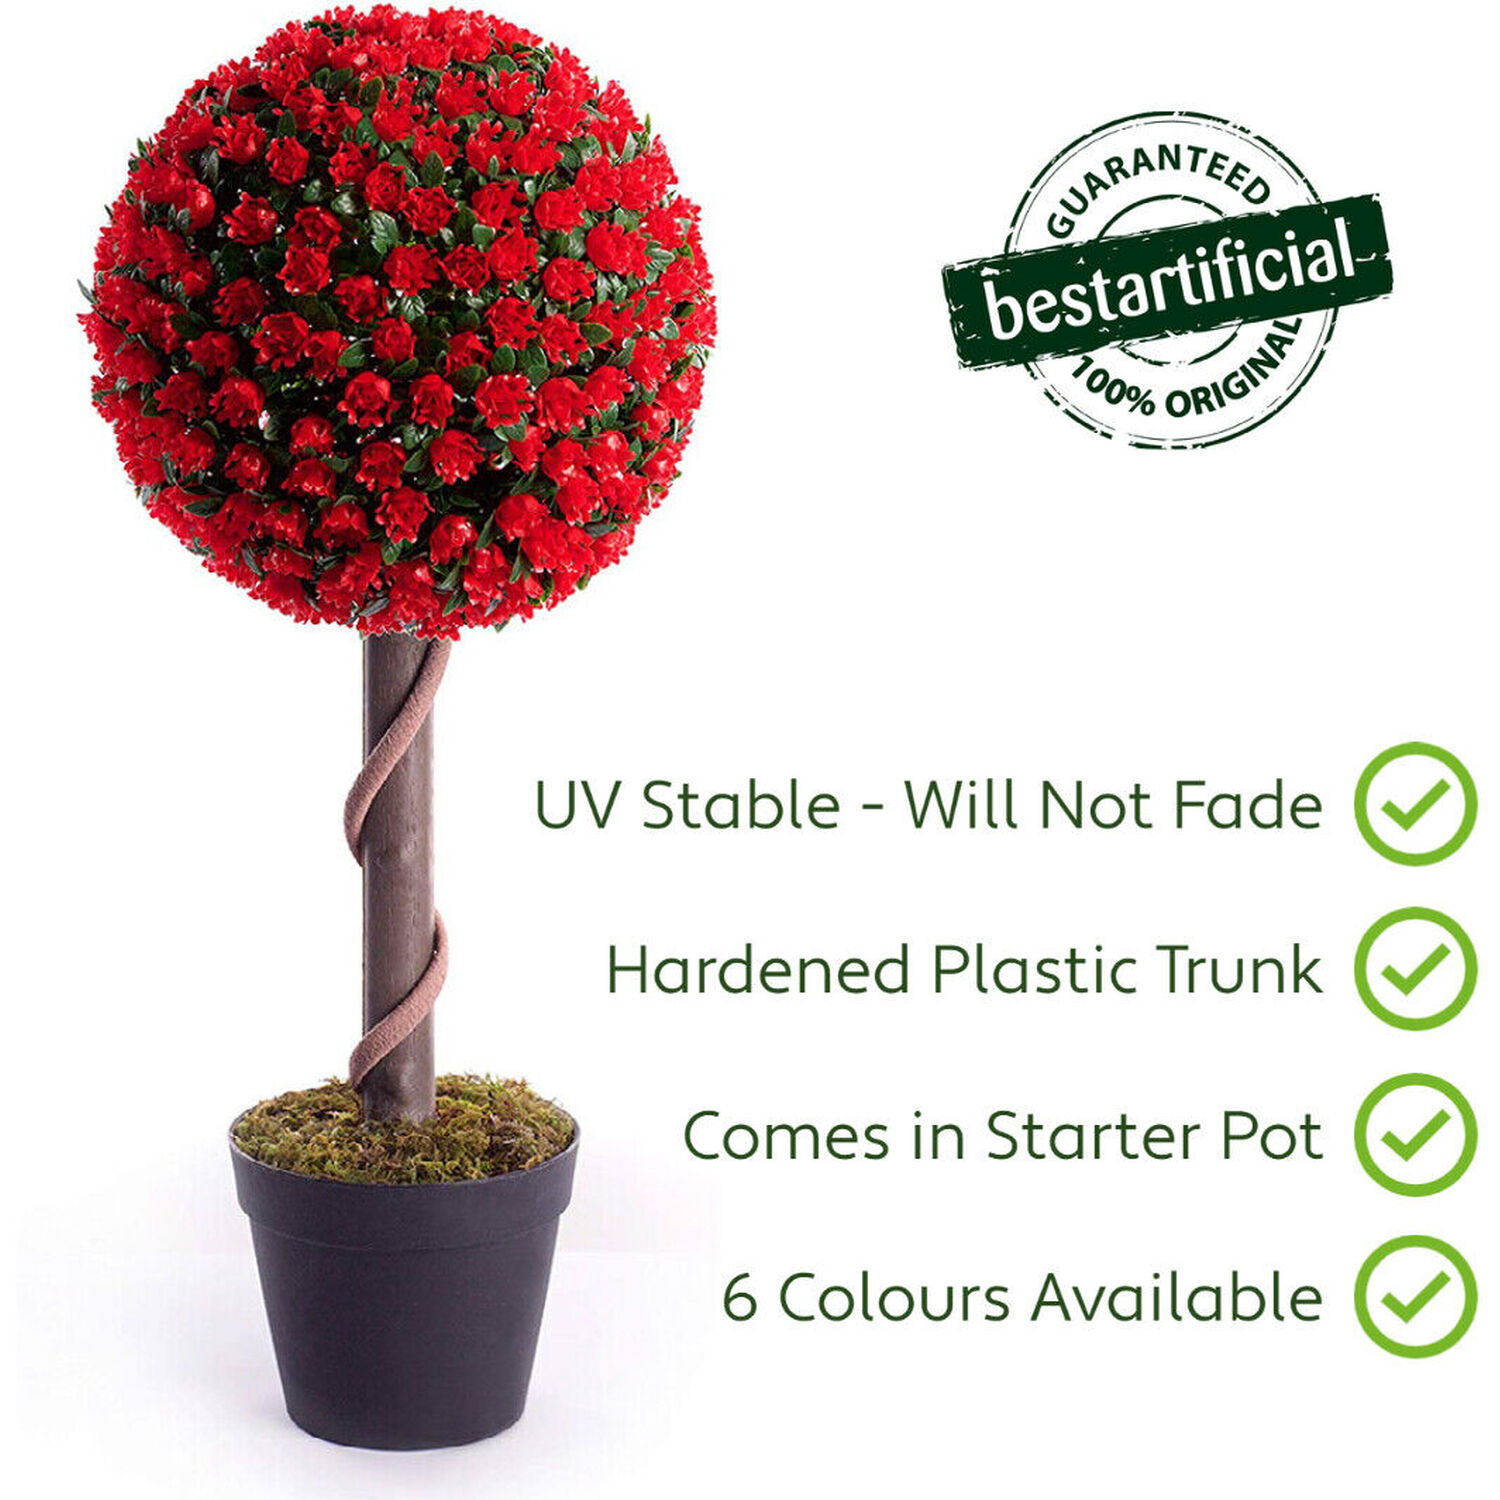 GUARANTEED
bestartificial
100% ORIGINAL
UV Stable - Will Not Fade
Hardened Plastic Trunk
Comes in Starter Pot
6 Colours Available